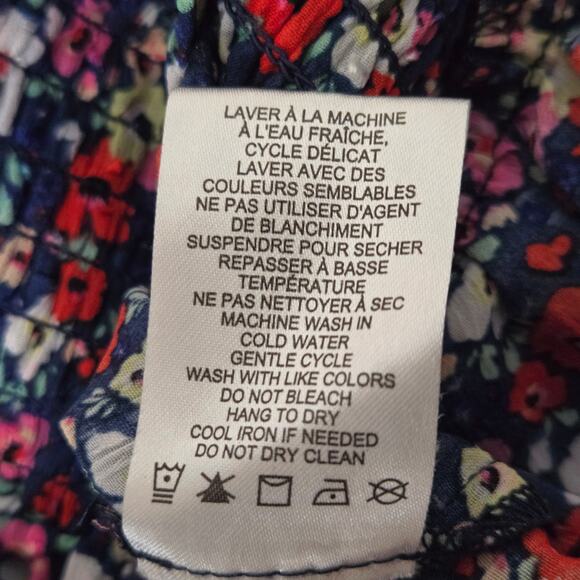 LAVER À LA MACHINE
À L'EAU FRAÎCHE,
CYCLE DÉLICAT
LAVER AVEC DES
COULEURS SEMBLABLES
NE PAS UTILISER D'AGENT
DE BLANCHIMENT
SUSPENDRE POUR SECHER
REPASSER À BASSE
TEMPÉRATURE
NE PAS NETTOYER À SEC
MACHINE WASH IN
COLD WATER
GENTLE CYCLE
WASH WITH LIKE COLORS
DO NOT BLEACH
HANG TO DRY
COOL IRON IF NEEDED
DO NOT DRY CLEAN